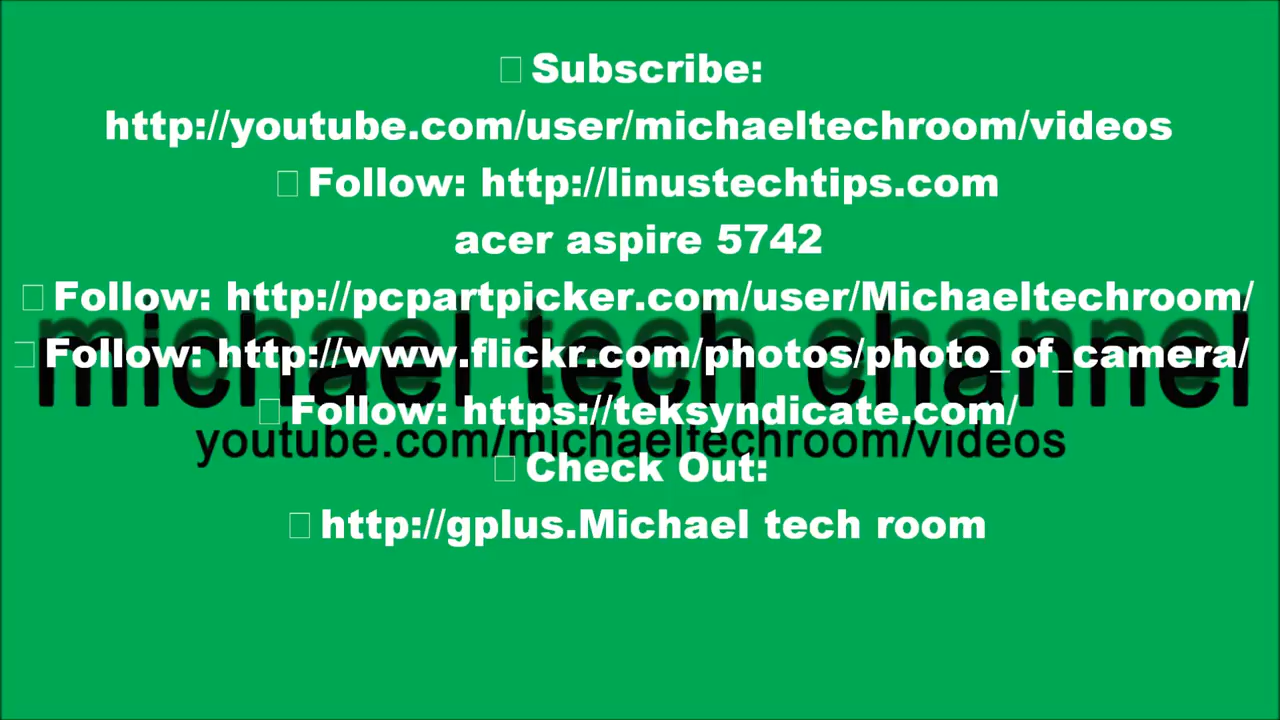 Subscribe:
http://youtube.com/user/michaeltechroom/videos
Follow: http://linustechtips.com
acer aspire 5742
Follow: http://pcpartpicker.com/user/Michaeltechroom/
michael tech channel
Follow: http://www.flickr.com/photos/photo_of_camera/
Follow: https://teksyndicate.com/
youtube.com/michaeltechroom/videos
Check Out:
http://gplus.Michael tech room